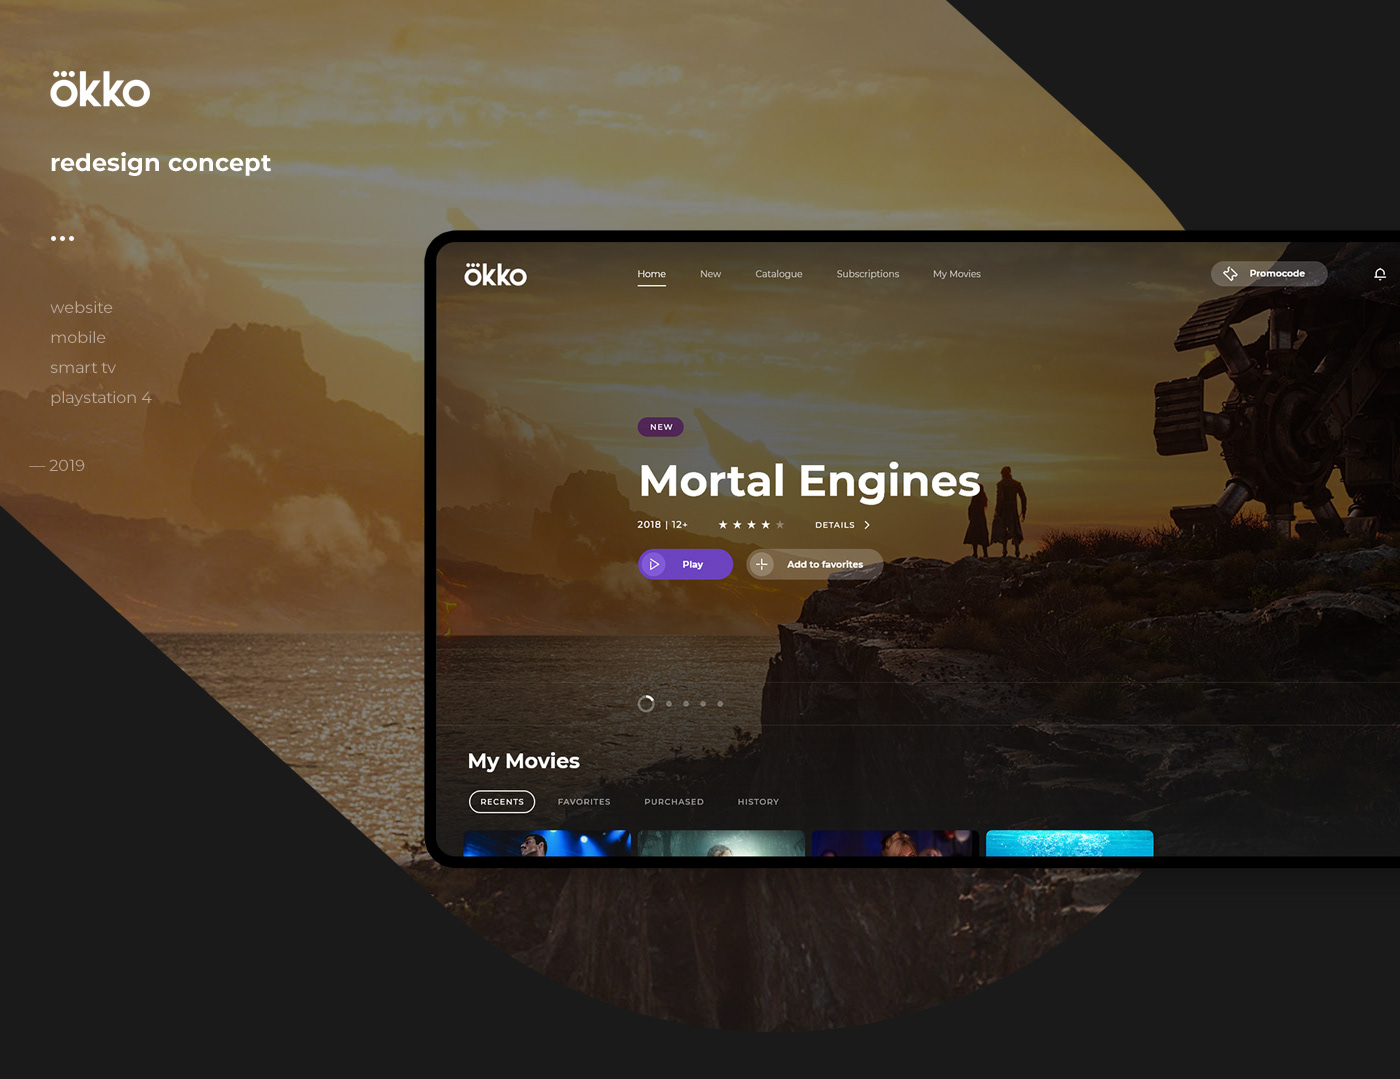 ökko
redesign concept
website
mobile
smart tv
playstation 4
— 2019
ökko
Home
New
Catalogue
Subscriptions
My Movies
Promocode
NEW
Mortal Engines
2018 | 12+
DETAILS
Play
Add to favorites
My Movies
RECENTS
FAVORITES
PURCHASED
HISTORY